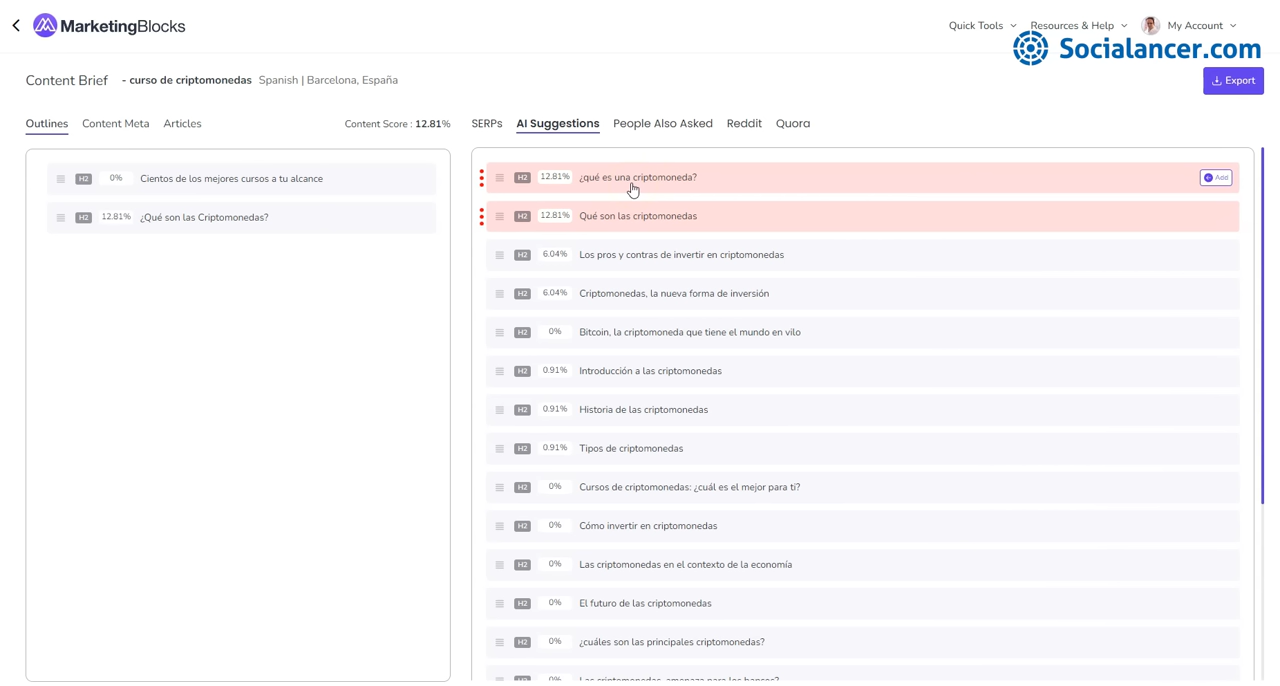 MarketingBlocks
Quick Tools Resources & Help My Account
Socialancer.com
Content Brief - curso de criptomonedas Spanish | Barcelona, España
Export
Outlines Content Meta Articles Content Score : 12.81%
SERPs AI Suggestions People Also Asked Reddit Quora
H2 0% Cientos de los mejores cursos a tu alcance
H2 12.81% ¿Qué son las Criptomonedas?
H2 12.81% ¿qué es una criptomoneda? Add
H2 12.81% Qué son las criptomonedas
H2 6.04% Los pros y contras de invertir en criptomonedas
H2 6.04% Criptomonedas, la nueva forma de inversión
H2 0% Bitcoin, la criptomoneda que tiene el mundo en vilo
H2 0.91% Introducción a las criptomonedas
H2 0.91% Historia de las criptomonedas
H2 0.91% Tipos de criptomonedas
H2 0% Cursos de criptomonedas: ¿cuál es el mejor para ti?
H2 0% Cómo invertir en criptomonedas
H2 0% Las criptomonedas en el contexto de la economía
H2 0% El futuro de las criptomonedas
H2 0% ¿cuáles son las principales criptomonedas?
H2 0% Las criptomonedas, amenaza para los bancos?